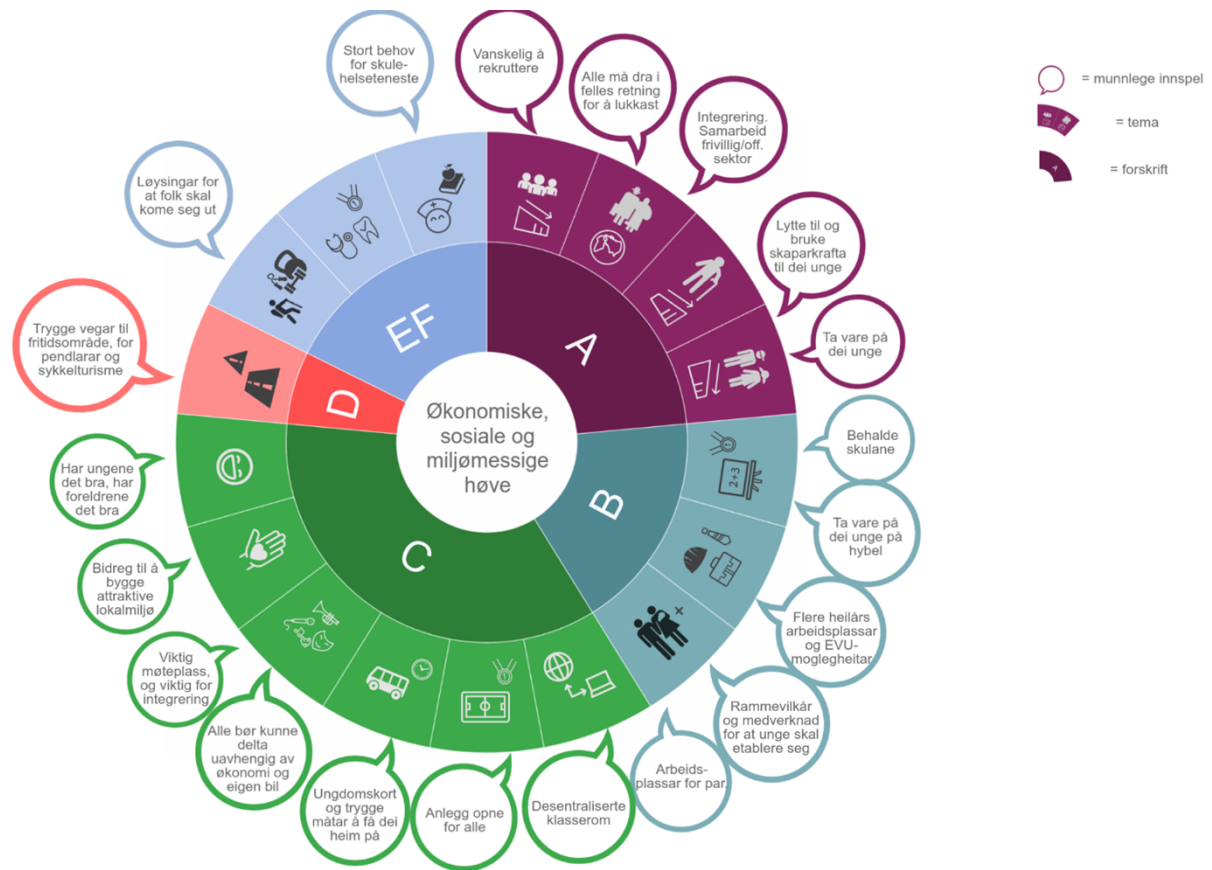 Stort behov
for skule-
helseteneste
Vanskelig å
rekruttere
Alle må dra i
felles retning
for å lukkast
Integrering.
Samarbeid
frivillig/off.
sektor
Lytte til og
bruke
skaparkrafta
til dei unge
Ta vare på
dei unge
Behalde
skulane
Ta vare på
dei unge på
hybel
Flere heilårs
arbeidsplassar
og EVU-
moglegheitar
Rammevilkår
og medverknad
for at unge skal
etablere seg
Arbeids-
plassar for par.
Desentraliserte
klasserom
Anlegg opne
for alle
Ungdomskort
og trygge
måtar å få dei
heim på
Alle bør kunne
delta
uavhengig av
økonomi og
eigen bil
Viktig
møteplass,
og viktig for
integrering
Bidreg til å
bygge
attraktive
lokalmiljø
Har ungene
det bra, har
foreldrene
det bra
Trygge vegar til
fritidsområde, for
pendlarar og
sykkelturisme
Løysingar for
at folk skal
kome seg ut
EF
A
B
C
D
2+3
Økonomiske,
sosiale og
miljømessige
høve
= munnlege innspel
= tema
A
= forskrift